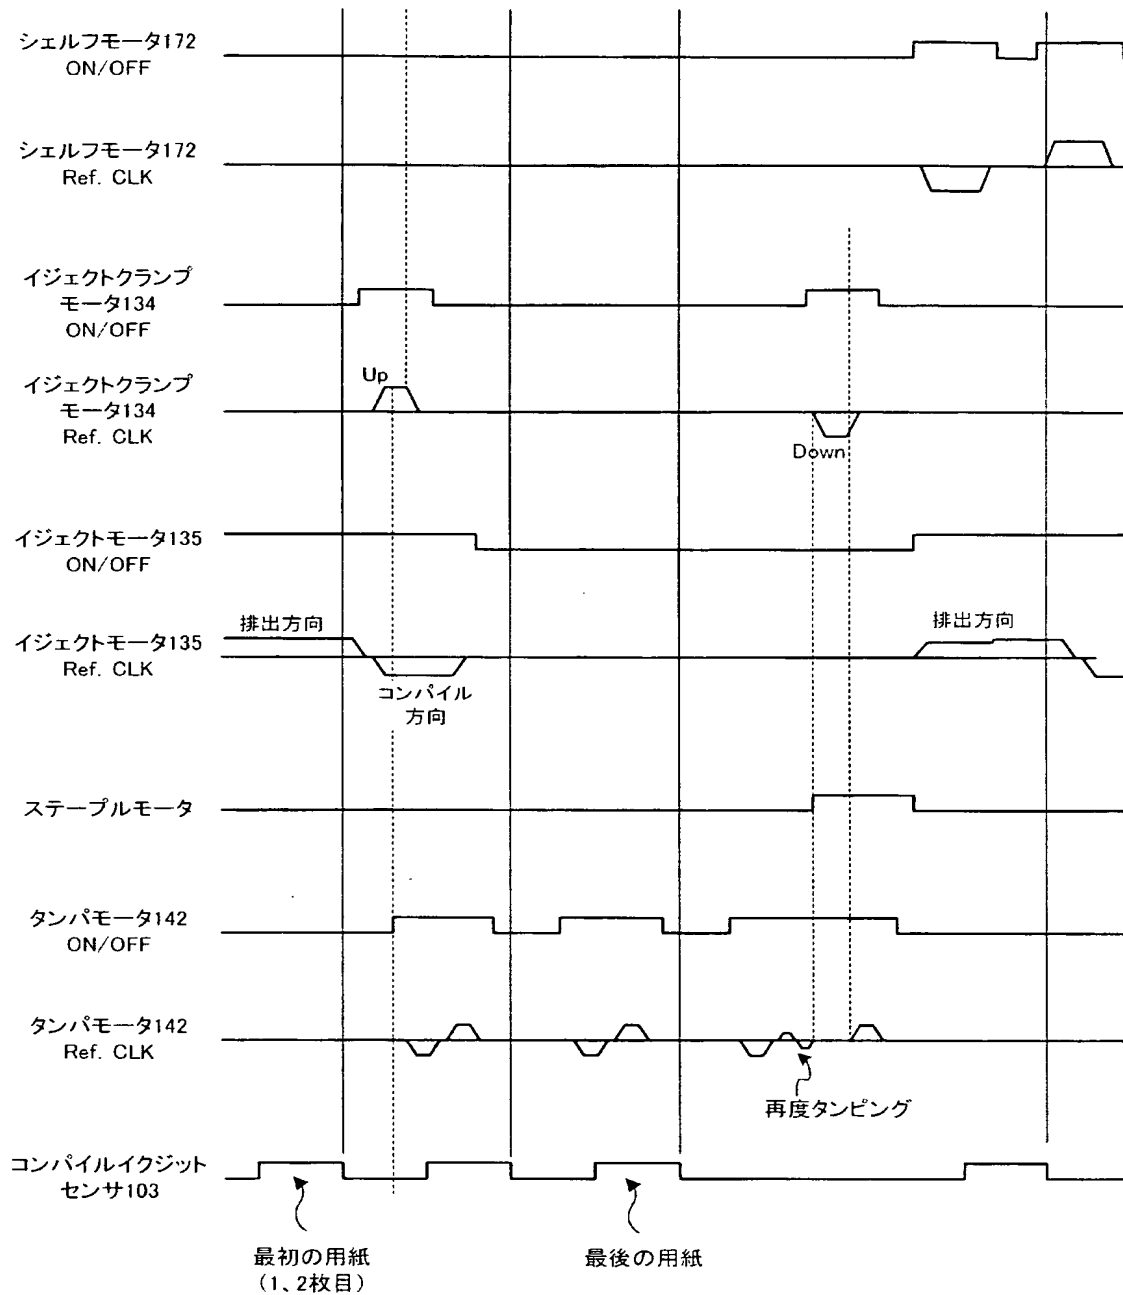 シェルフモータ172
ON/OFF
シェルフモータ172
Ref. CLK
イジェクトクランプ
モータ134
ON/OFF
イジェクトクランプ
モータ134
Ref. CLK
Up
Down
イジェクトモータ135
ON/OFF
イジェクトモータ135
Ref. CLK
排出方向
コンパイル
方向
排出方向
ステープルモータ
タンパモータ142
ON/OFF
タンパモータ142
Ref. CLK
再度タンピング
コンパイルイクジット
センサ103
最初の用紙
(1、2枚目)
最後の用紙